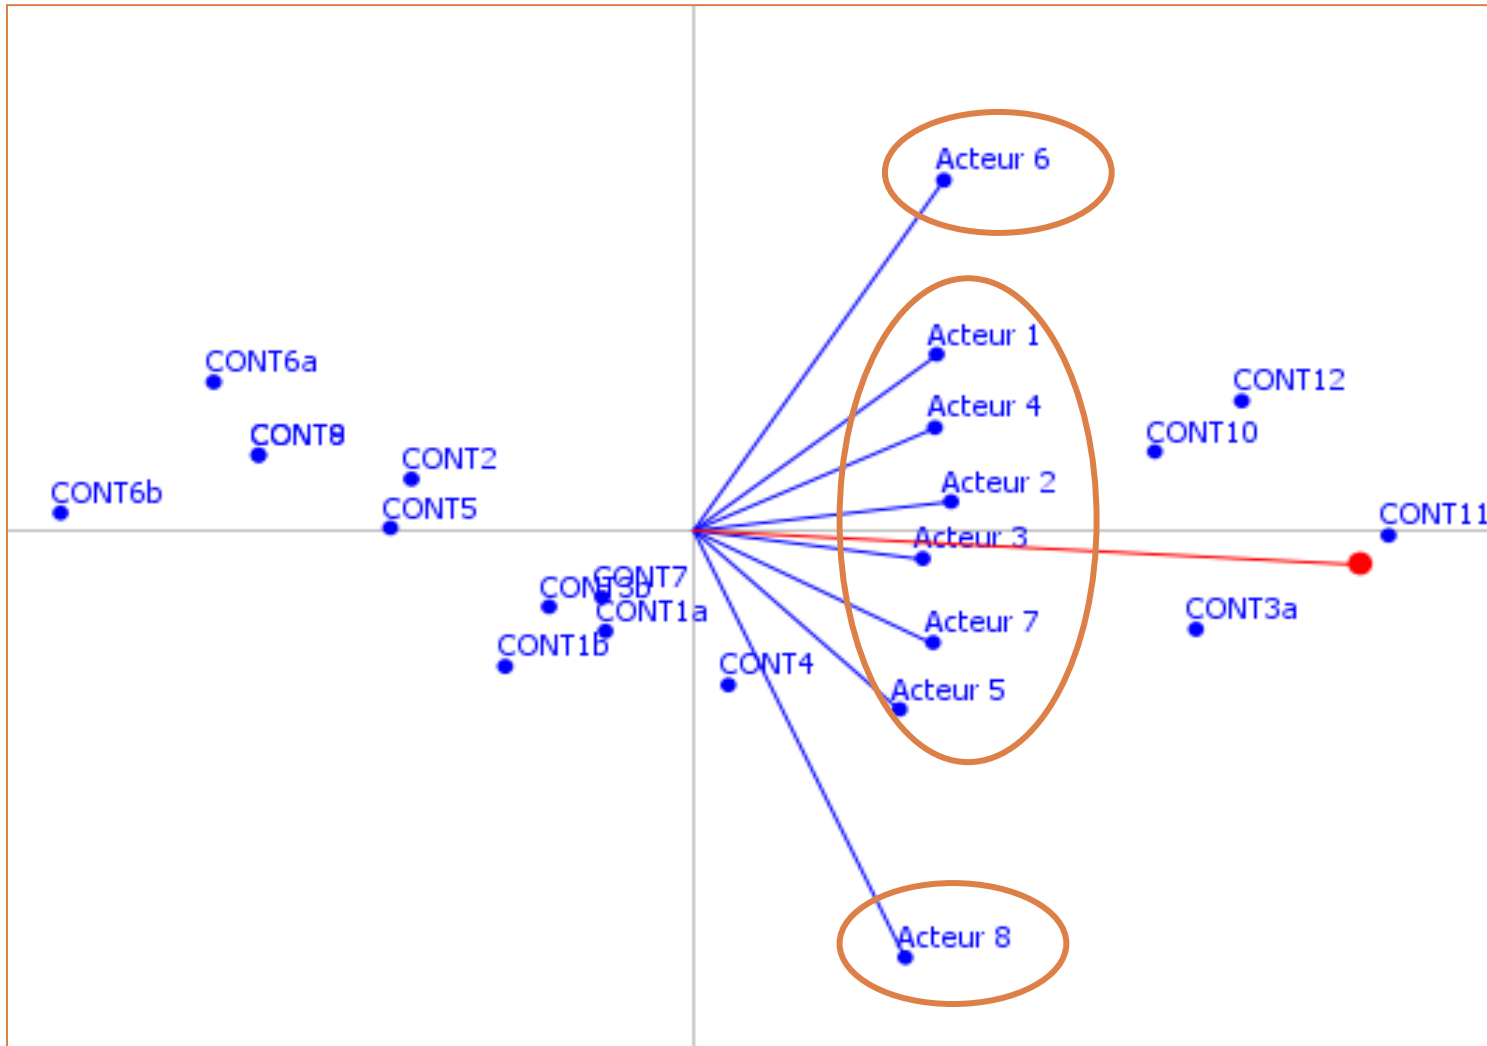 Acteur 6
Acteur 1
CONT6a
CONT12
Acteur 4
CONT10
CONT2
Acteur 2
CONT6b
CONT5
CONT11
Acteur 3
CONT7
CONT3b
CONT3a
CONT1a
Acteur 7
CONT1b
CONT4
Acteur 5
Acteur 8